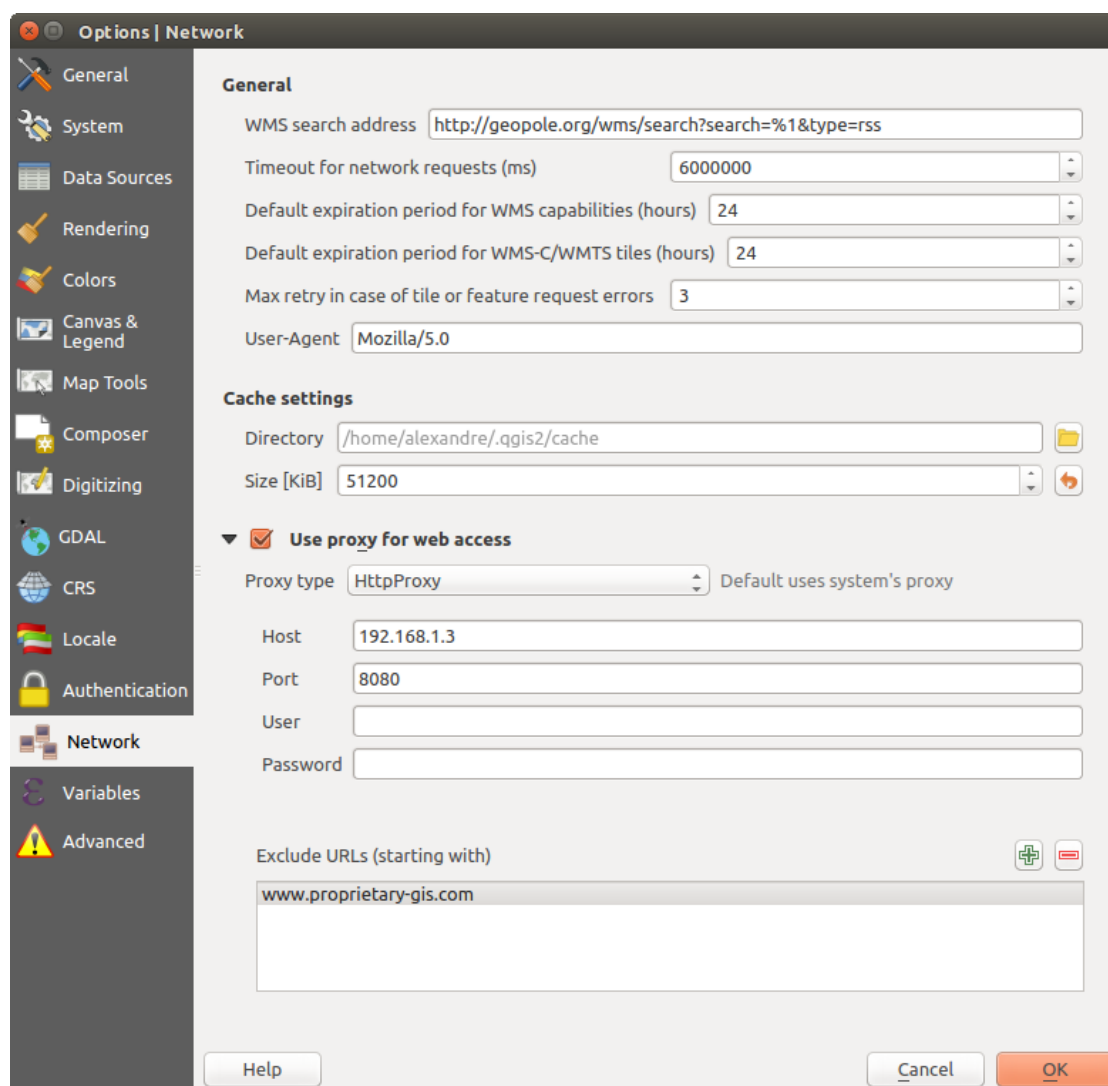 Options | Network
General
System
Data Sources
Rendering
Colors
Canvas &
Legend
Map Tools
Composer
Digitizing
GDAL
CRS
Locale
Authentication
Network
Variables
Advanced
General
WMS search address http://geopole.org/wms/search?search=%1&type=rss
Timeout for network requests (ms) 6000000
Default expiration period for WMS capabilities (hours) 24
Default expiration period for WMS-C/WMTS tiles (hours) 24
Max retry in case of tile or feature request errors 3
User-Agent Mozilla/5.0
Cache settings
Directory /home/alexandre/.qgis2/cache
Size [KiB] 51200
Use proxy for web access
Proxy type HttpProxy Default uses system's proxy
Host 192.168.1.3
Port 8080
User
Password
Exclude URLs (starting with)
www.proprietary-gis.com
Help Cancel OK